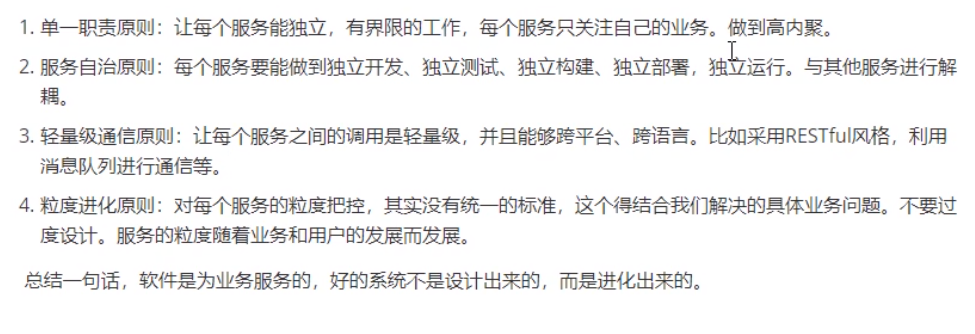 1. 单一职责原则：让每个服务能独立，有界限的工作，每个服务只关注自己的业务。做到高内聚。
2. 服务自治原则：每个服务要能做到独立开发、独立测试、独立构建、独立部署，独立运行。与其他服务进行解
耦。
3. 轻量级通信原则：让每个服务之间的调用是轻量级，并且能够跨平台、跨语言。比如采用RESTful风格，利用
消息队列进行通信等。
4. 粒度进化原则：对每个服务的粒度把控，其实没有统一的标准，这个得结合我们解决的具体业务问题。不要过
度设计。服务的粒度随着业务和用户的发展而发展。
总结一句话，软件是为业务服务的，好的系统不是设计出来的，而是进化出来的。